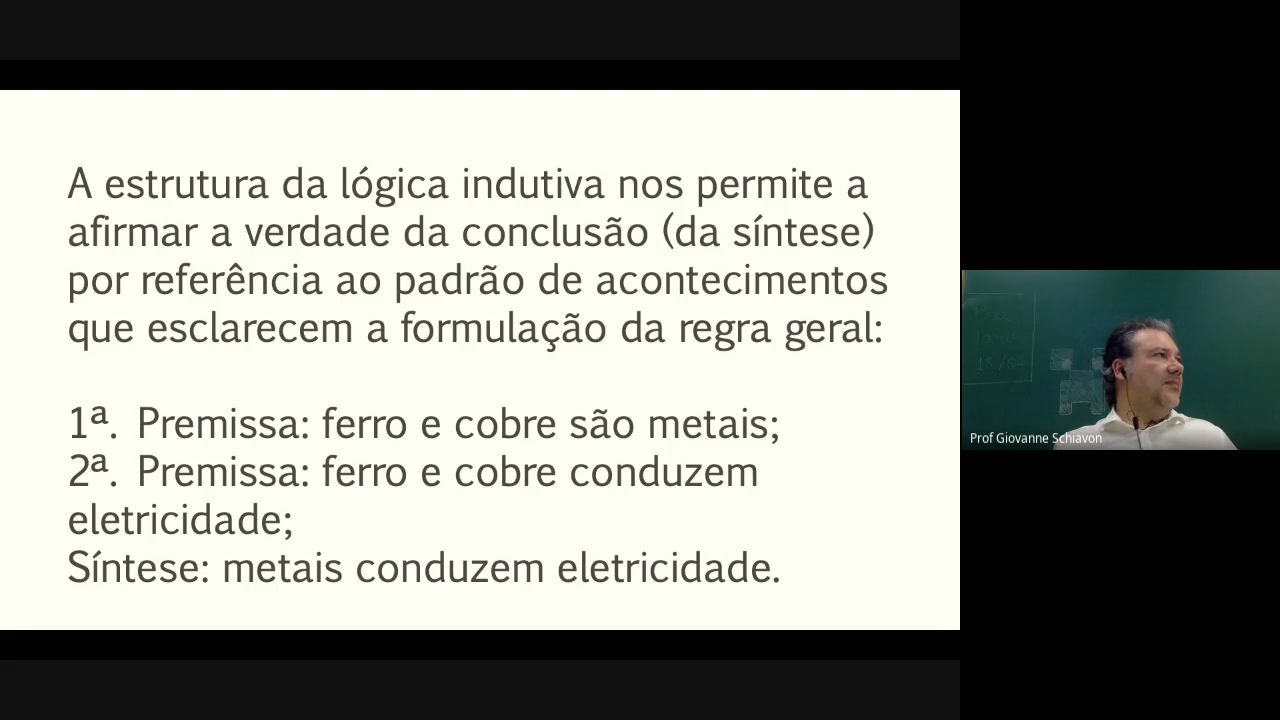 A estrutura da lógica indutiva nos permite a
afirmar a verdade da conclusão (da síntese)
por referência ao padrão de acontecimentos
que esclarecem a formulação da regra geral:
1ª. Premissa: ferro e cobre são metais;
2ª. Premissa: ferro e cobre conduzem
eletricidade;
Síntese: metais conduzem eletricidade.
Prof Giovanne Schiavon